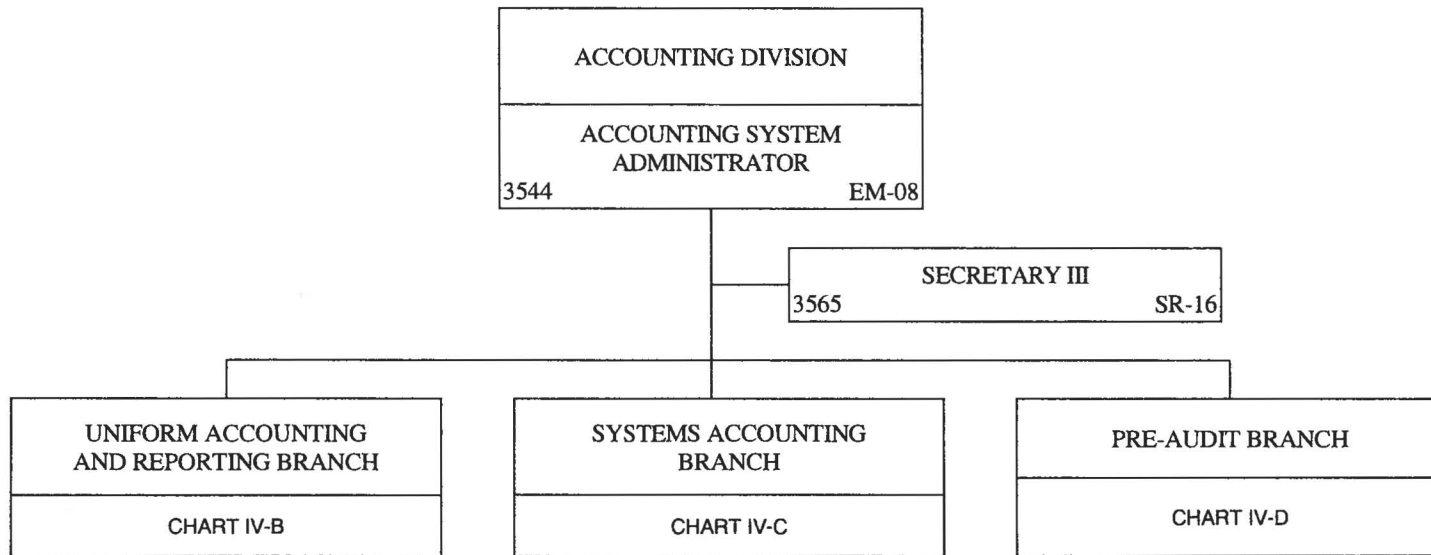 ACCOUNTING DIVISION
ACCOUNTING SYSTEM
ADMINISTRATOR
3544 EM-08
SECRETARY III
3565 SR-16
UNIFORM ACCOUNTING
AND REPORTING BRANCH
CHART IV-B
SYSTEMS ACCOUNTING
BRANCH
CHART IV-C
PRE-AUDIT BRANCH
CHART IV-D